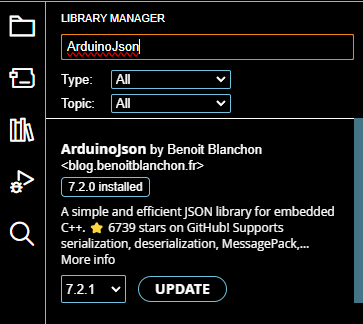 LIBRARY MANAGER
ArduinoJson
Type: All
Topic: All
ArduinoJson by Benoit Blanchon
<blog.benoitblanchon.fr>
7.2.0 installed
A simple and efficient JSON library for embedded
C++. ⭐ 6739 stars on GitHub! Supports
serialization, deserialization, MessagePack,...
More info
7.2.1 UPDATE